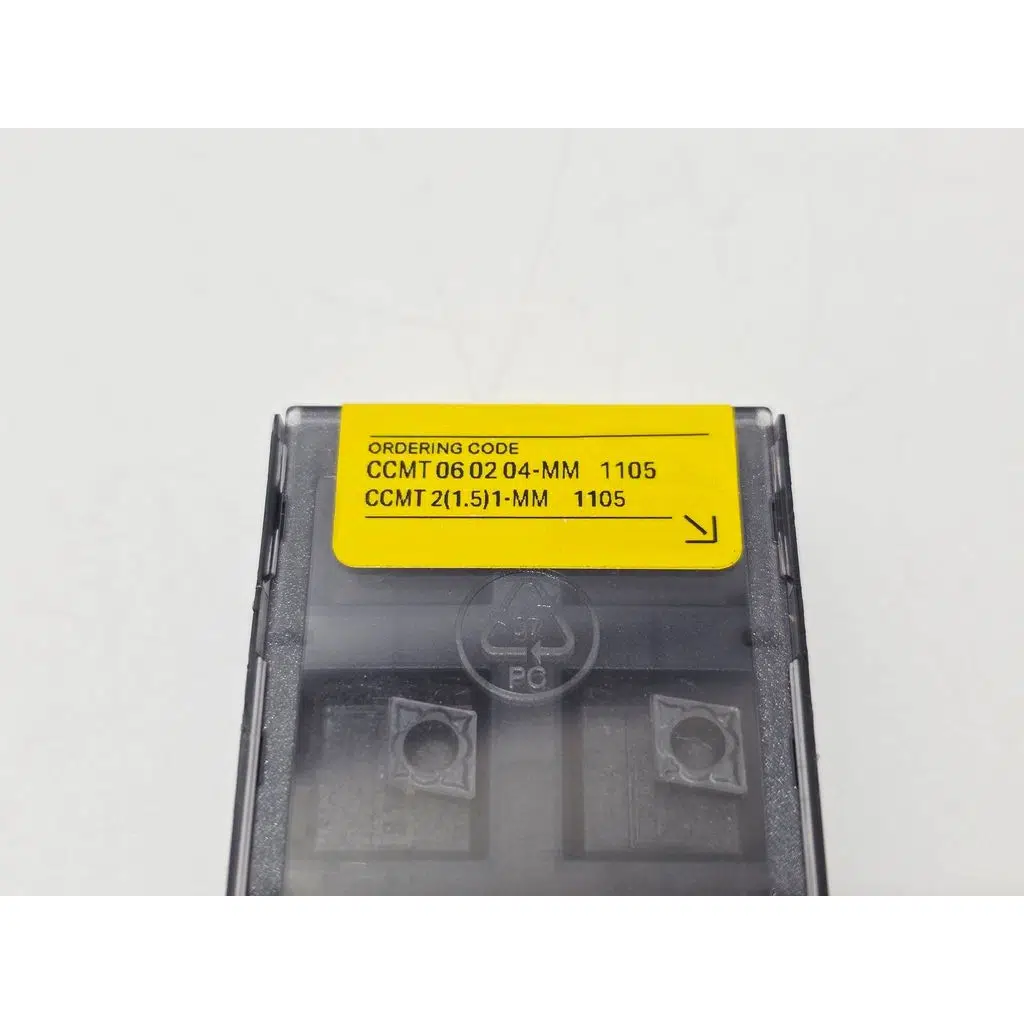 ORDERING CODE
CCMT 06 02 04-MM 1105
CCMT 2(1.5)1-MM 1105
PC